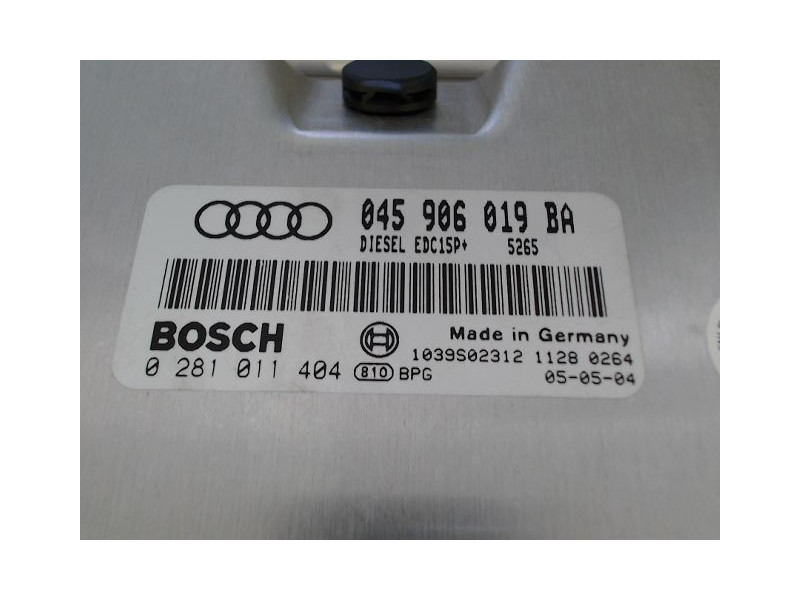 045 906 019 BA
DIESEL EDC15P+ 5265
BOSCH
Made in Germany
0 281 011 404
1039S02312 1128 0264
810 BPG
05-05-04